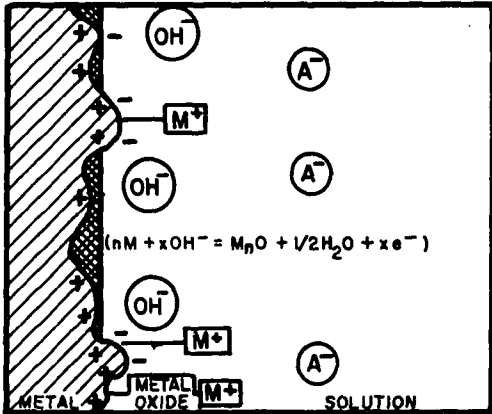 OH⁻
A⁻
M⁺
OH⁻
A⁻
(nM + xOH⁻ = MₙO + 1/2H₂O + xe⁻)
OH⁻
M⁺
A⁻
METAL
METAL OXIDE
M⁺
SOLUTION